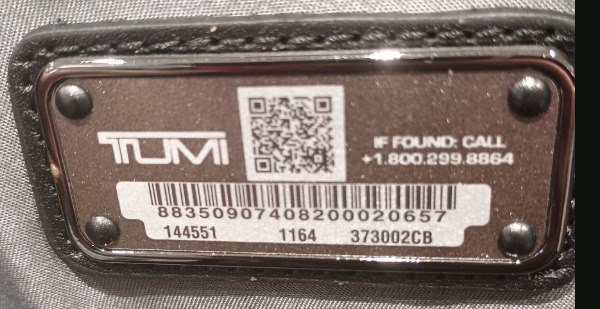 TUMI
IF FOUND: CALL
+1.800.299.8864
88350907408200020657
144551 1164 373002CB